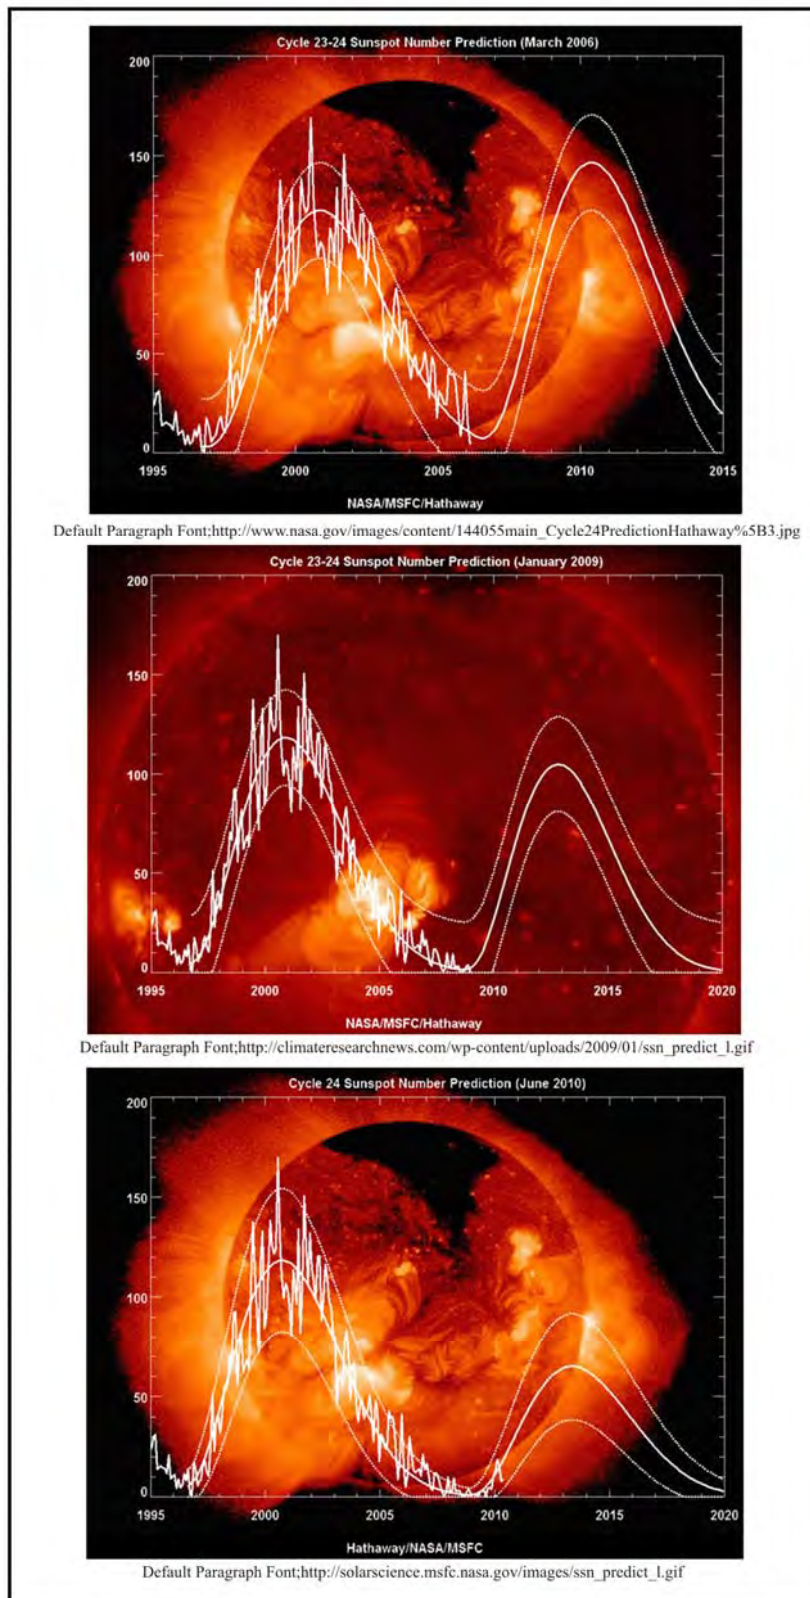 Cycle 23-24 Sunspot Number Prediction (March 2006)
200
150
100
50
0
1995 2000 2005 2010 2015
NASA/MSFC/Hathaway
Default Paragraph Font;http://www.nasa.gov/images/content/144055main_Cycle24PredictionHathaway%5B3.jpg
Cycle 23-24 Sunspot Number Prediction (January 2009)
200
150
100
50
0
1995 2000 2005 2010 2015 2020
NASA/MSFC/Hathaway
Default Paragraph Font;http://climateresearchnews.com/wp-content/uploads/2009/01/ssn_predict_l.gif
Cycle 24 Sunspot Number Prediction (June 2010)
200
150
100
50
0
1995 2000 2005 2010 2015 2020
Hathaway/NASA/MSFC
Default Paragraph Font;http://solarscience.msfc.nasa.gov/images/ssn_predict_l.gif